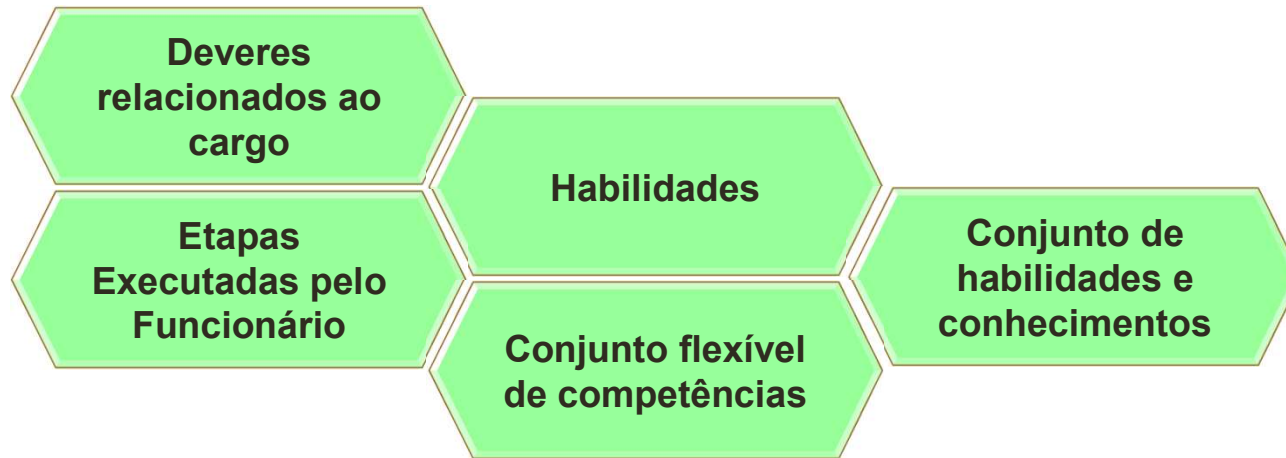 Deveres
relacionados ao
cargo
Etapas
Executadas pelo
Funcionário
Habilidades
Conjunto flexível
de competências
Conjunto de
habilidades e
conhecimentos